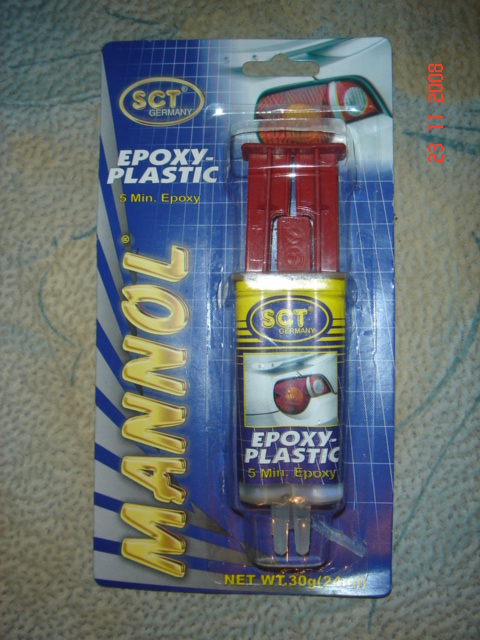 SCT®
GERMANY
EPOXY-
PLASTIC
5 Min. Epoxy
MANNOL®
SCT
GERMANY
EPOXY-
PLASTIC
5 Min. Epoxy
NET WT.30g
23 11 2008